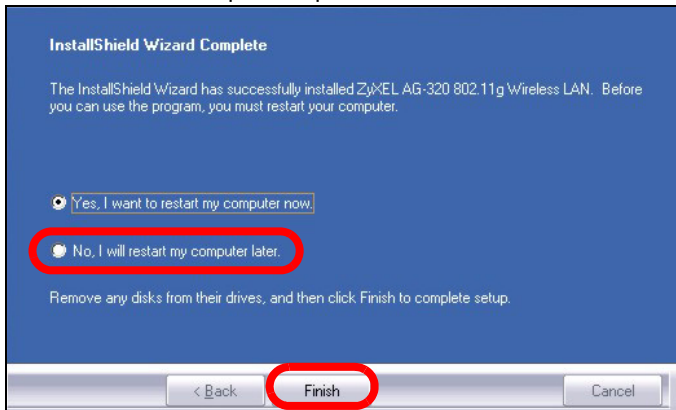 InstallShield Wizard Complete
The InstallShield Wizard has successfully installed ZyXEL AG-320 802.11g Wireless LAN. Before
you can use the program, you must restart your computer.
Yes, I want to restart my computer now.
No, I will restart my computer later.
Remove any disks from their drives, and then click Finish to complete setup.
< Back
Finish
Cancel